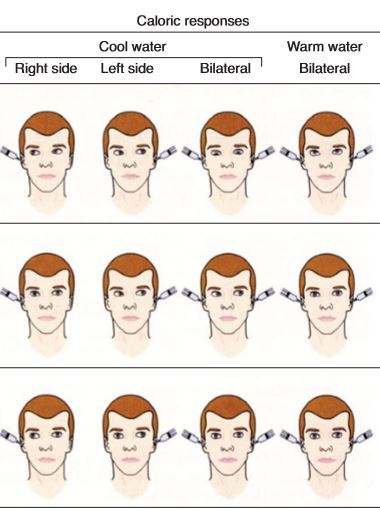 Caloric responses
Cool water Warm water
Right side Left side Bilateral Bilateral